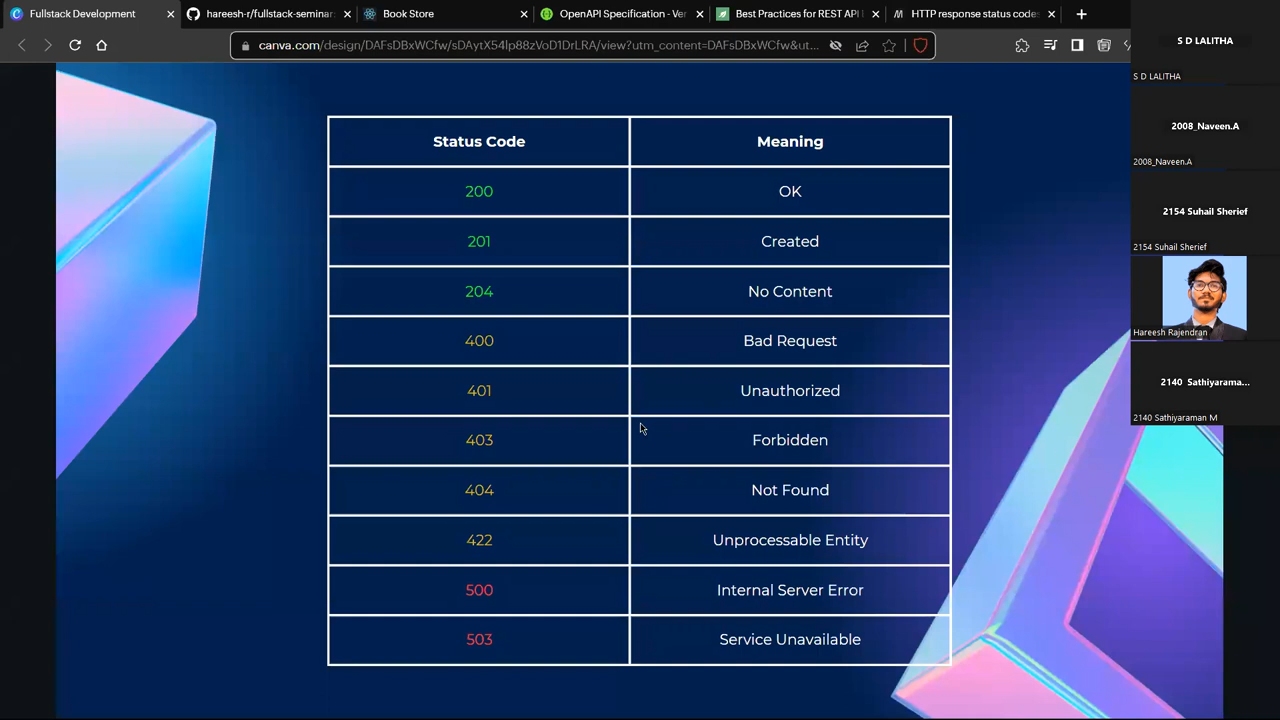 Fullstack Development
hareesh-r/fullstack-seminar:
Book Store
OpenAPI Specification - Ver
Best Practices for REST API
HTTP response status codes
canva.com/design/DAFsDBxWCfw/sDAytX54lp88zVoD1DrLRA/view?utm_content=DAFsDBxWCfw&ut...
Status Code Meaning
200 OK
201 Created
204 No Content
400 Bad Request
401 Unauthorized
403 Forbidden
404 Not Found
422 Unprocessable Entity
500 Internal Server Error
503 Service Unavailable
S D LALITHA
S D LALITHA
2008_Naveen.A
2008_Naveen.A
2154 Suhail Sherief
2154 Suhail Sherief
Hareesh Rajendran
2140 Sathiyarama...
2140 Sathiyaraman M